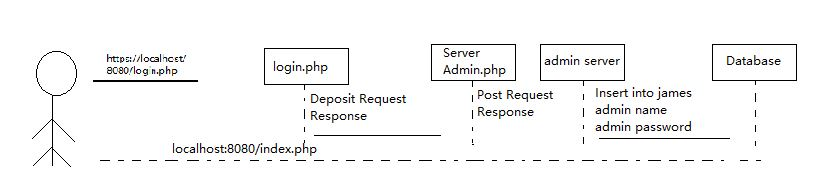 https://localhost/
8080/login.php
login.php
Server
Admin.php
admin server
Database
Deposit Request
Response
Post Request
Response
Insert into james
admin name
admin password
localhost:8080/index.php